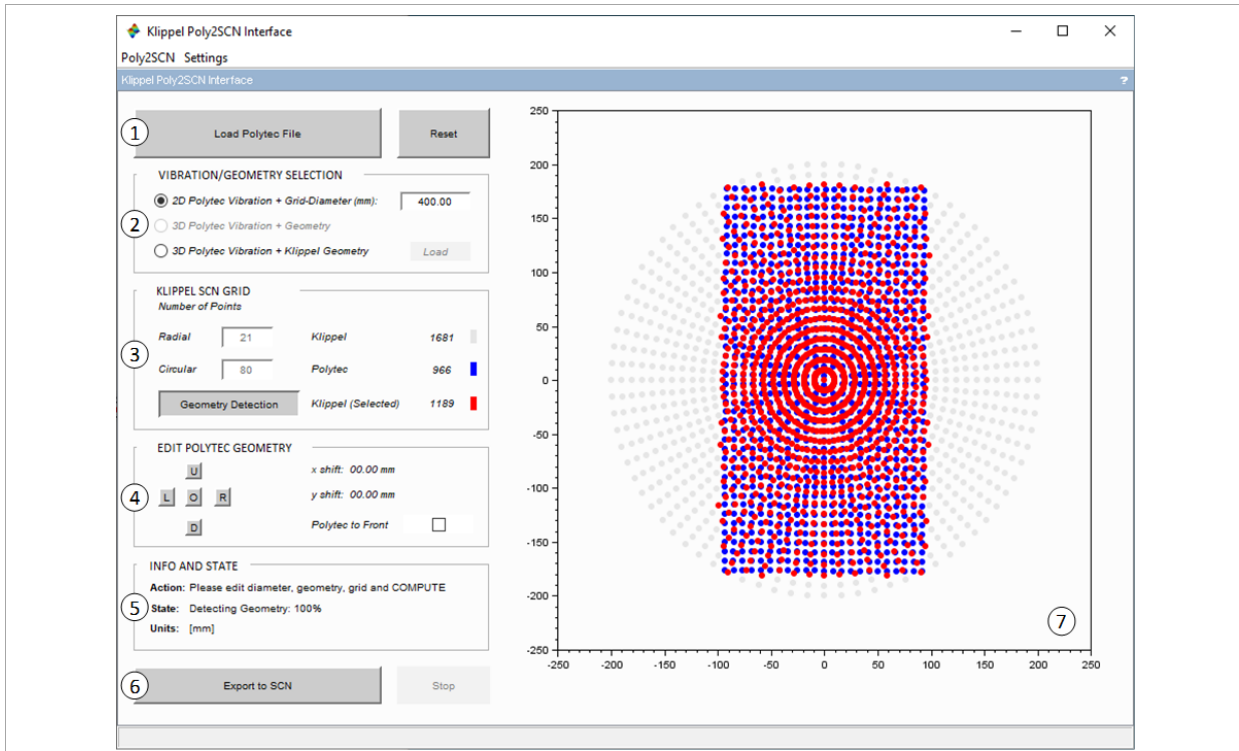 Klippel Poly2SCN Interface
Poly2SCN Settings
Klippel Poly2SCN Interface ?
1 Load Polytec File Reset
VIBRATION/GEOMETRY SELECTION
2D Polytec Vibration + Grid-Diameter (mm): 400.00
2 3D Polytec Vibration + Geometry
3D Polytec Vibration + Klippel Geometry Load
KLIPPEL SCN GRID
Number of Points
Radial 21 Klippel 1681
3
Circular 80 Polytec 966
Geometry Detection Klippel (Selected) 1189
EDIT POLYTEC GEOMETRY
U x shift: 00.00 mm
4 L O R y shift: 00.00 mm
D Polytec to Front
INFO AND STATE
Action: Please edit diameter, geometry, grid and COMPUTE
5 State: Detecting Geometry: 100%
Units: [mm]
6 Export to SCN Stop
250
200
150
100
50
0
-50
-100
-150
-200
-250
7
-250 -200 -150 -100 -50 0 50 100 150 200 250